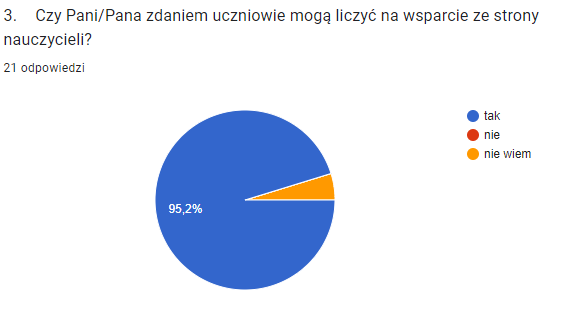 3. Czy Pani/Pana zdaniem uczniowie mogą liczyć na wsparcie ze strony
nauczycieli?
21 odpowiedzi
tak
nie
nie wiem
95,2%